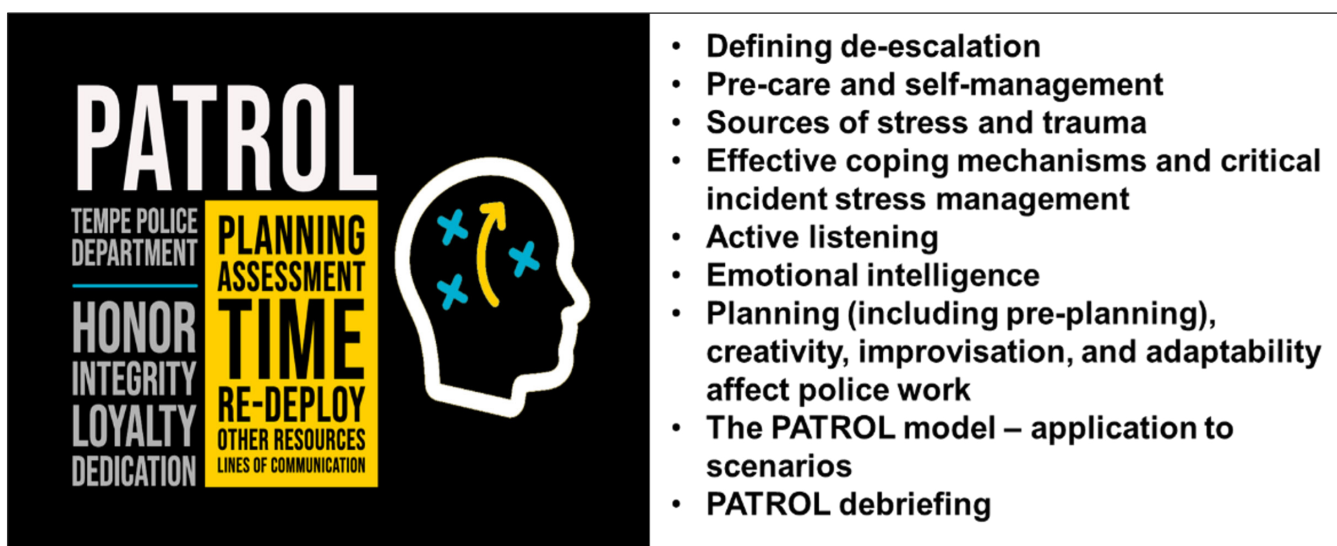 PATROL
TEMPE POLICE
DEPARTMENT
HONOR
INTEGRITY
LOYALTY
DEDICATION
PLANNING
ASSESSMENT
TIME
RE-DEPLOY
OTHER RESOURCES
LINES OF COMMUNICATION
• Defining de-escalation
• Pre-care and self-management
• Sources of stress and trauma
• Effective coping mechanisms and critical
incident stress management
• Active listening
• Emotional intelligence
• Planning (including pre-planning),
creativity, improvisation, and adaptability
affect police work
• The PATROL model – application to
scenarios
• PATROL debriefing